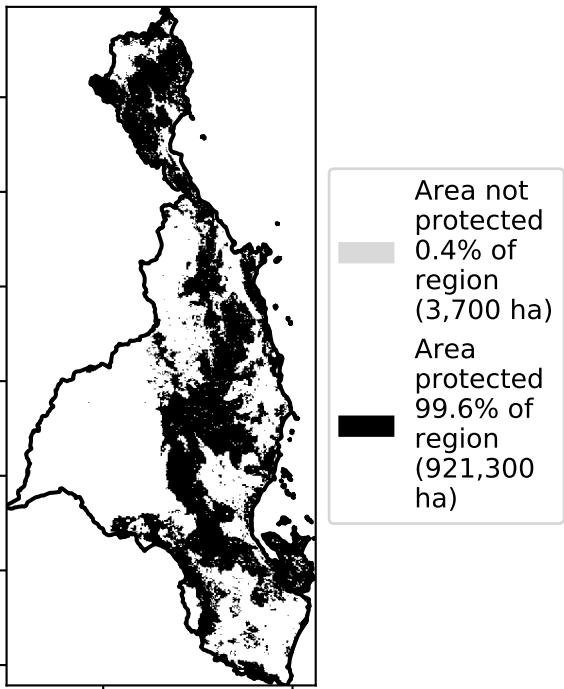 Area not
protected
0.4% of
region
(3,700 ha)
Area
protected
99.6% of
region
(921,300
ha)